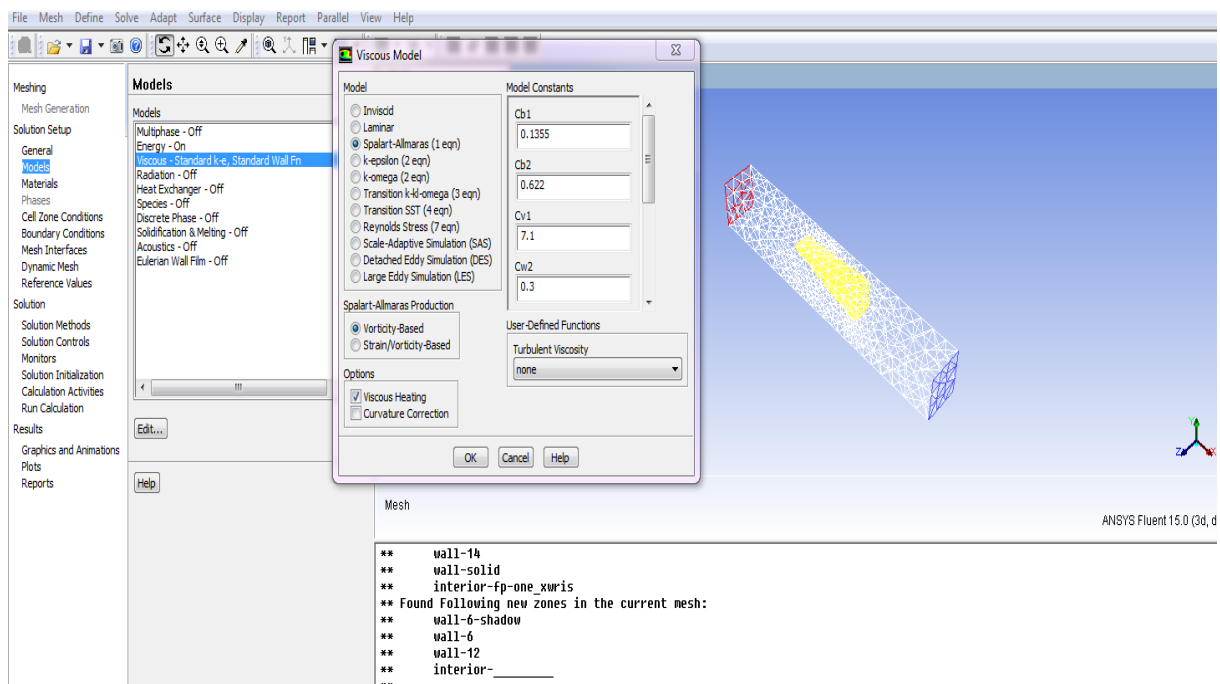 File Mesh Define Solve Adapt Surface Display Report Parallel View Help
Meshing
Mesh Generation
Solution Setup
General
Models
Materials
Phases
Cell Zone Conditions
Boundary Conditions
Mesh Interfaces
Dynamic Mesh
Reference Values
Solution
Solution Methods
Solution Controls
Monitors
Solution Initialization
Calculation Activities
Run Calculation
Results
Graphics and Animations
Plots
Reports
Models
Models
Multiphase - Off
Energy - On
Viscous - Standard k-e, Standard Wall Fn
Radiation - Off
Heat Exchanger - Off
Species - Off
Discrete Phase - Off
Solidification & Melting - Off
Acoustics - Off
Eulerian Wall Film - Off
Edit...
Help
Viscous Model
Model
Inviscid
Laminar
Spalart-Allmaras (1 eqn)
k-epsilon (2 eqn)
k-omega (2 eqn)
Transition k-kl-omega (3 eqn)
Transition SST (4 eqn)
Reynolds Stress (7 eqn)
Scale-Adaptive Simulation (SAS)
Detached Eddy Simulation (DES)
Large Eddy Simulation (LES)
Spalart-Allmaras Production
Vorticity-Based
Strain/Vorticity-Based
Options
Viscous Heating
Curvature Correction
Model Constants
Cb1
0.1355
Cb2
0.622
Cv1
7.1
Cw2
0.3
User-Defined Functions
Turbulent Viscosity
none
OK Cancel Help
Y
Z X
Mesh
ANSYS Fluent 15.0 (3d, d
** wall-14
** wall-solid
** interior-fp-one_xwris
** Found Following new zones in the current mesh:
** wall-6-shadow
** wall-6
** wall-12
** interior-_________
**